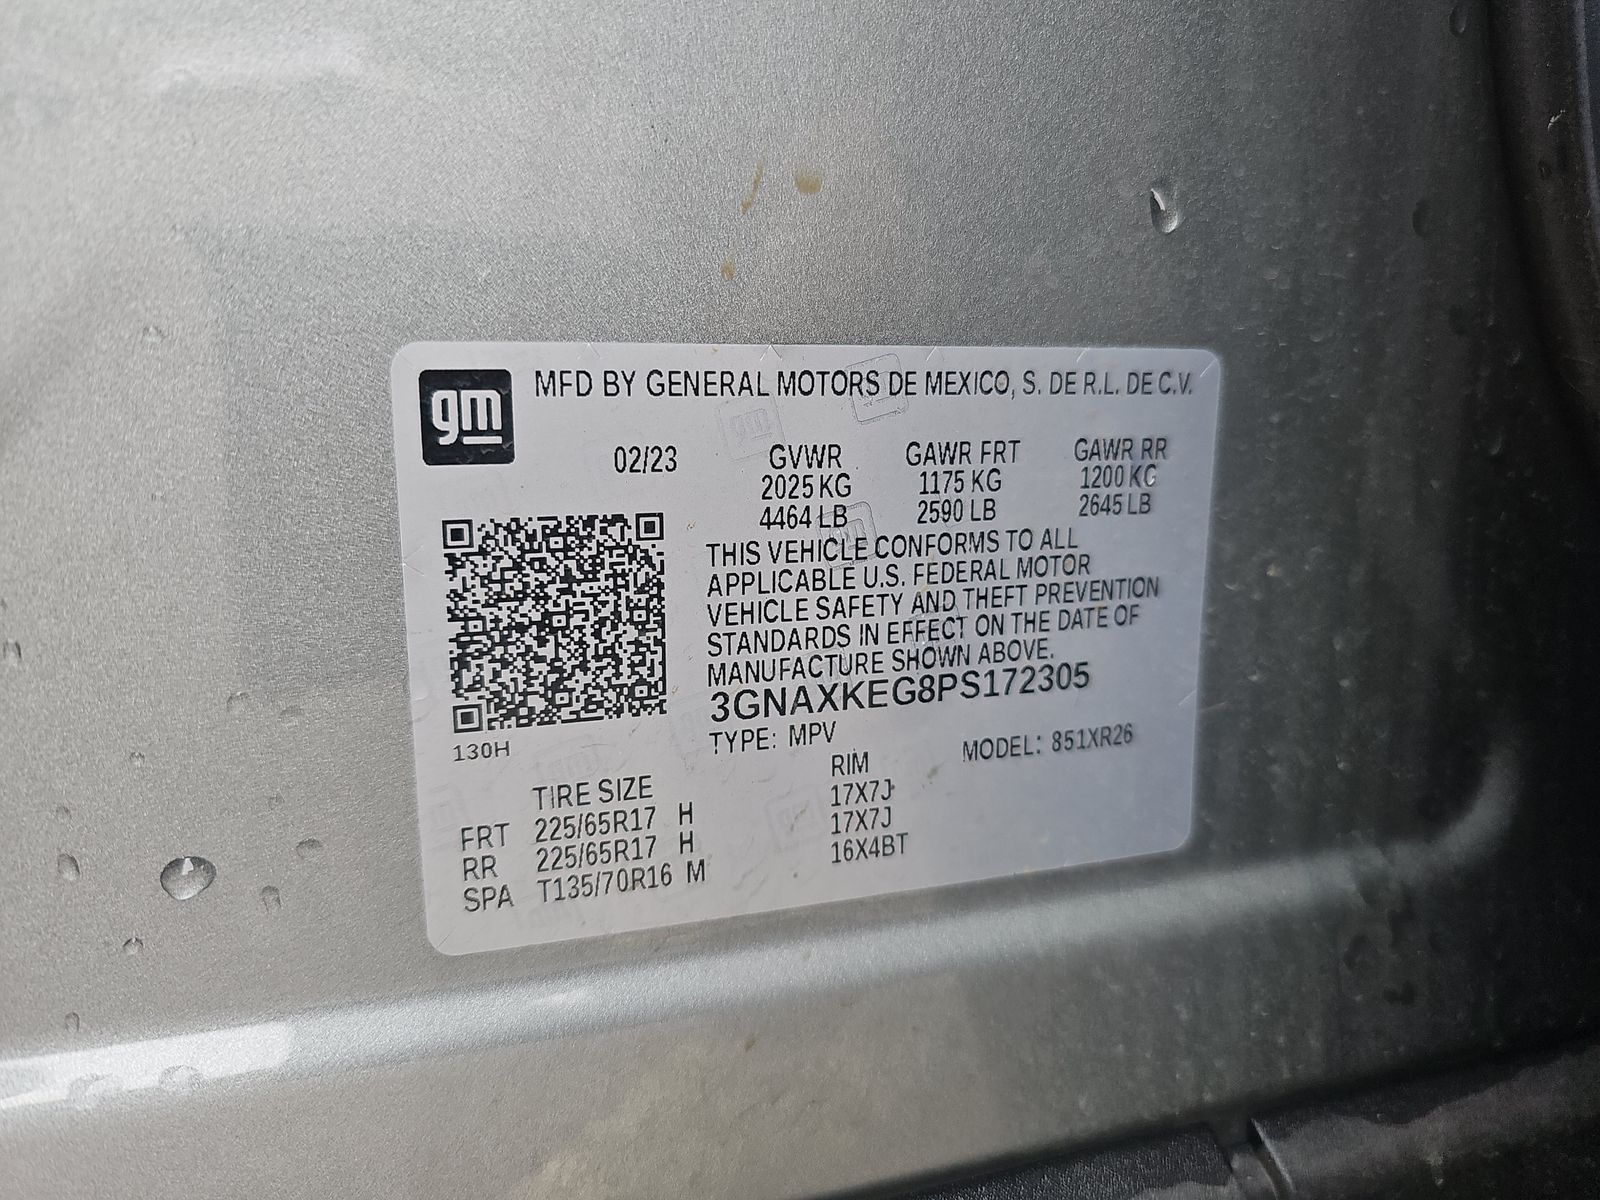 gm
MFD BY GENERAL MOTORS DE MEXICO, S. DE R.L. DE C.V.
02/23 GVWR GAWR FRT GAWR RR
2025 KG 1175 KG 1200 KG
4464 LB 2590 LB 2645 LB
THIS VEHICLE CONFORMS TO ALL
APPLICABLE U.S. FEDERAL MOTOR
VEHICLE SAFETY AND THEFT PREVENTION
STANDARDS IN EFFECT ON THE DATE OF
MANUFACTURE SHOWN ABOVE.
3GNAXKEG8PS172305
130H
TYPE: MPV MODEL: 851XR26
TIRE SIZE RIM
FRT 225/65R17 H 17X7J
RR 225/65R17 H 17X7J
SPA T135/70R16 M 16X4BT